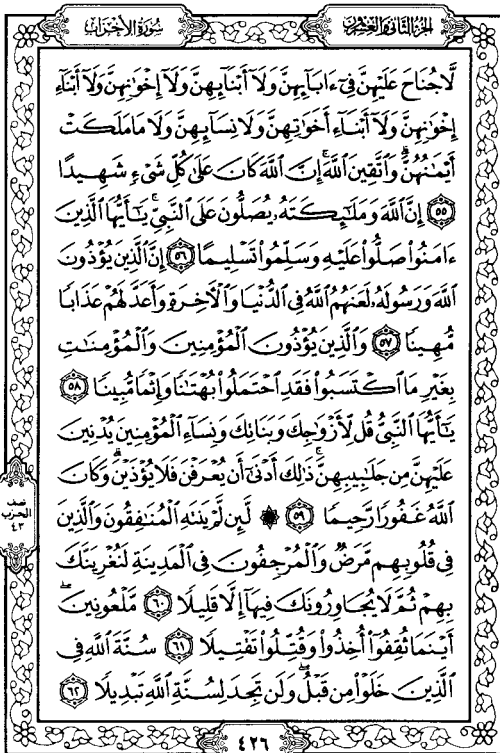 الجزء الثاني والعشرون
سورة الأحزاب
لَّا جُنَاحَ عَلَيْهِنَّ فِىٓ ءَابَآئِهِنَّ وَلَآ أَبْنَآئِهِنَّ وَلَآ إِخْوَٰنِهِنَّ وَلَآ أَبْنَآءِ
إِخْوَٰنِهِنَّ وَلَآ أَبْنَآءِ أَخَوَٰتِهِنَّ وَلَا نِسَآئِهِنَّ وَلَا مَا مَلَكَتْ
أَيْمَٰنُهُنَّ ۗ وَٱتَّقِينَ ٱللَّهَ ۚ إِنَّ ٱللَّهَ كَانَ عَلَىٰ كُلِّ شَىْءٍ شَهِيدًا
﴿٥٥﴾ إِنَّ ٱللَّهَ وَمَلَٰٓئِكَتَهُۥ يُصَلُّونَ عَلَى ٱلنَّبِىِّ ۚ يَٰٓأَيُّهَا ٱلَّذِينَ
ءَامَنُوا۟ صَلُّوا۟ عَلَيْهِ وَسَلِّمُوا۟ تَسْلِيمًا ﴿٥٦﴾ إِنَّ ٱلَّذِينَ يُؤْذُونَ
ٱللَّهَ وَرَسُولَهُۥ لَعَنَهُمُ ٱللَّهُ فِى ٱلدُّنْيَا وَٱلْءَاخِرَةِ وَأَعَدَّ لَهُمْ عَذَابًا
مُّهِينًا ﴿٥٧﴾ وَٱلَّذِينَ يُؤْذُونَ ٱلْمُؤْمِنِينَ وَٱلْمُؤْمِنَٰتِ
بِغَيْرِ مَا ٱكْتَسَبُوا۟ فَقَدِ ٱحْتَمَلُوا۟ بُهْتَٰنًا وَإِثْمًا مُّبِينًا ﴿٥٨﴾
يَٰٓأَيُّهَا ٱلنَّبِىُّ قُل لِّأَزْوَٰجِكَ وَبَنَاتِكَ وَنِسَآءِ ٱلْمُؤْمِنِينَ يُدْنِينَ
عَلَيْهِنَّ مِن جَلَٰبِيبِهِنَّ ۚ ذَٰلِكَ أَدْنَىٰٓ أَن يُعْرَفْنَ فَلَا يُؤْذَيْنَ ۗ وَكَانَ
ٱللَّهُ غَفُورًا رَّحِيمًا ﴿٥٩﴾ ۞ لَّئِن لَّمْ يَنتَهِ ٱلْمُنَٰفِقُونَ وَٱلَّذِينَ
فِى قُلُوبِهِم مَّرَضٌ وَٱلْمُرْجِفُونَ فِى ٱلْمَدِينَةِ لَنُغْرِيَنَّكَ
بِهِمْ ثُمَّ لَا يُجَاوِرُونَكَ فِيهَآ إِلَّا قَلِيلًا ﴿٦٠﴾ مَّلْعُونِينَ ۖ
أَيْنَمَا ثُقِفُوٓا۟ أُخِذُوا۟ وَقُتِّلُوا۟ تَقْتِيلًا ﴿٦١﴾ سُنَّةَ ٱللَّهِ فِى
ٱلَّذِينَ خَلَوْا۟ مِن قَبْلُ ۖ وَلَن تَجِدَ لِسُنَّةِ ٱللَّهِ تَبْدِيلًا ﴿٦٢﴾
نصف
الحزب
٤٣
٤٢٦